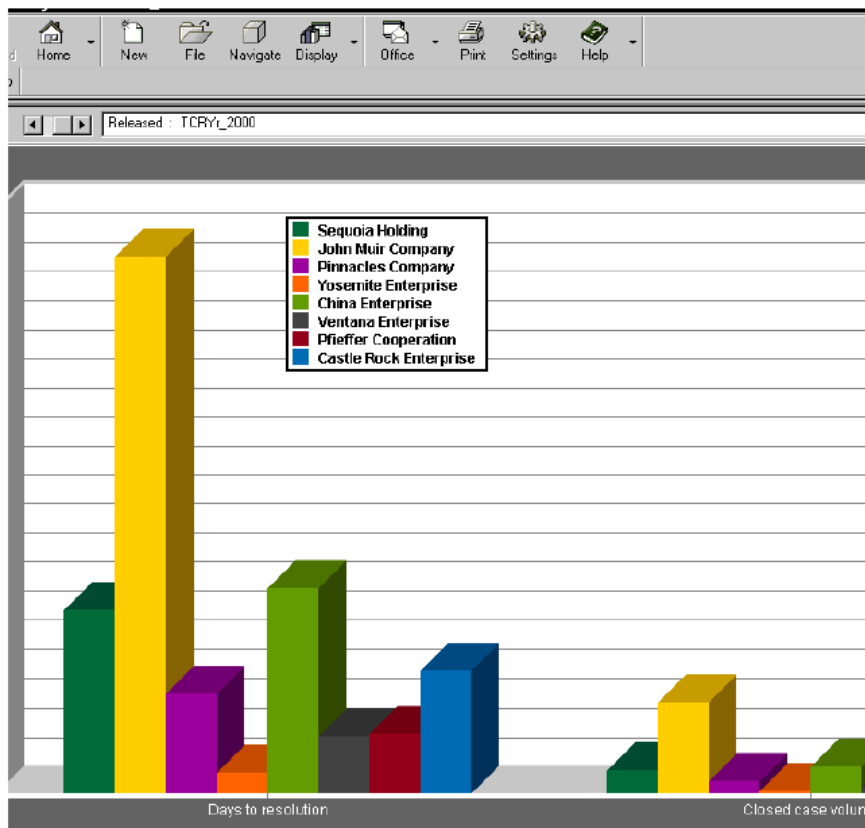 Home
New
File
Navigate
Display
Office
Print
Settings
Help
Released : TCRYr_2000
Sequoia Holding
John Muir Company
Pinnacles Company
Yosemite Enterprise
China Enterprise
Ventana Enterprise
Pfieffer Cooperation
Castle Rock Enterprise
Days to resolution
Closed case